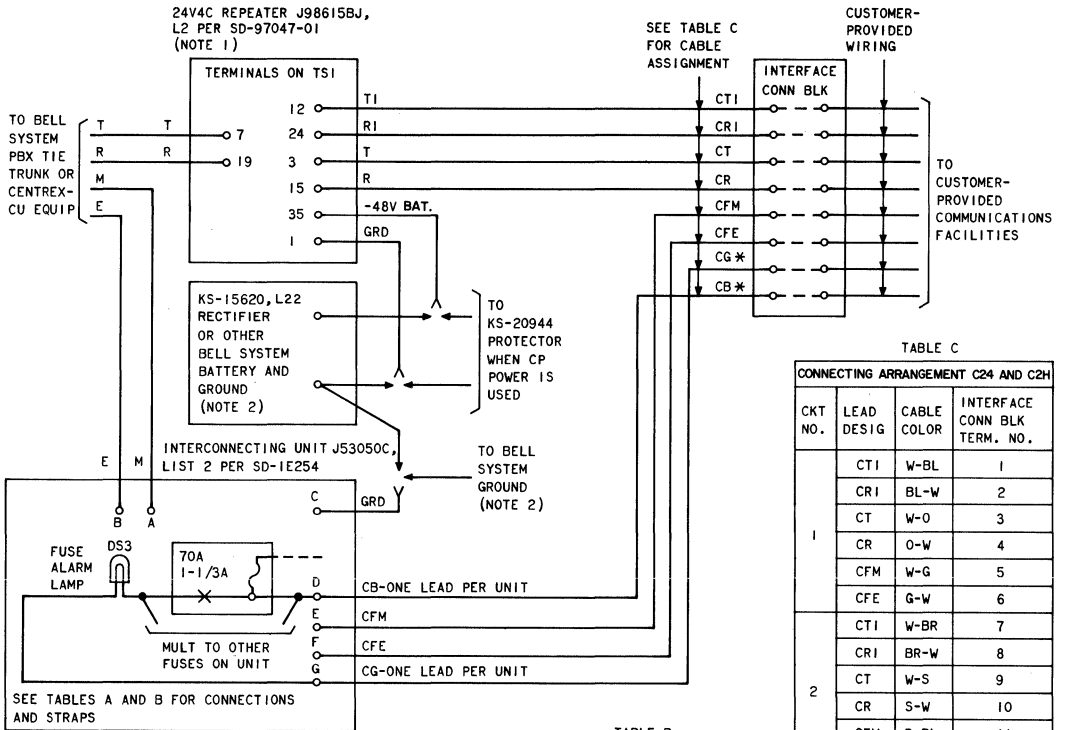 24V4C REPEATER J98615BJ,
L2 PER SD-97047-01
(NOTE 1)
TERMINALS ON TS1
TO BELL
SYSTEM
PBX TIE
TRUNK OR
CENTREX-
CU EQUIP
T
R
M
E
T
R
7
19
12
24
3
15
35
1
T1
R1
T
R
-48V BAT.
GRD
SEE TABLE C
FOR CABLE
ASSIGNMENT
CT1
CR1
CT
CR
CFM
CFE
CG*
CB*
INTERFACE
CONN BLK
CUSTOMER-
PROVIDED
WIRING
TO
CUSTOMER-
PROVIDED
COMMUNICATIONS
FACILITIES
KS-15620, L22
RECTIFIER
OR OTHER
BELL SYSTEM
BATTERY AND
GROUND
(NOTE 2)
TO
KS-20944
PROTECTOR
WHEN CP
POWER IS
USED
INTERCONNECTING UNIT J53050C,
LIST 2 PER SD-1E254
TO BELL
SYSTEM
GROUND
(NOTE 2)
E
M
B
A
C
GRD
FUSE
ALARM
LAMP
DS3
70A
1-1/3A
D
CB-ONE LEAD PER UNIT
E
CFM
F
CFE
G
CG-ONE LEAD PER UNIT
MULT TO OTHER
FUSES ON UNIT
SEE TABLES A AND B FOR CONNECTIONS
AND STRAPS
TABLE C
CONNECTING ARRANGEMENT C24 AND C2H
CKT NO. LEAD DESIG CABLE COLOR INTERFACE CONN BLK TERM. NO.
1 CT1 W-BL 1
CR1 BL-W 2
CT W-O 3
CR O-W 4
CFM W-G 5
CFE G-W 6
2 CT1 W-BR 7
CR1 BR-W 8
CT W-S 9
CR S-W 10